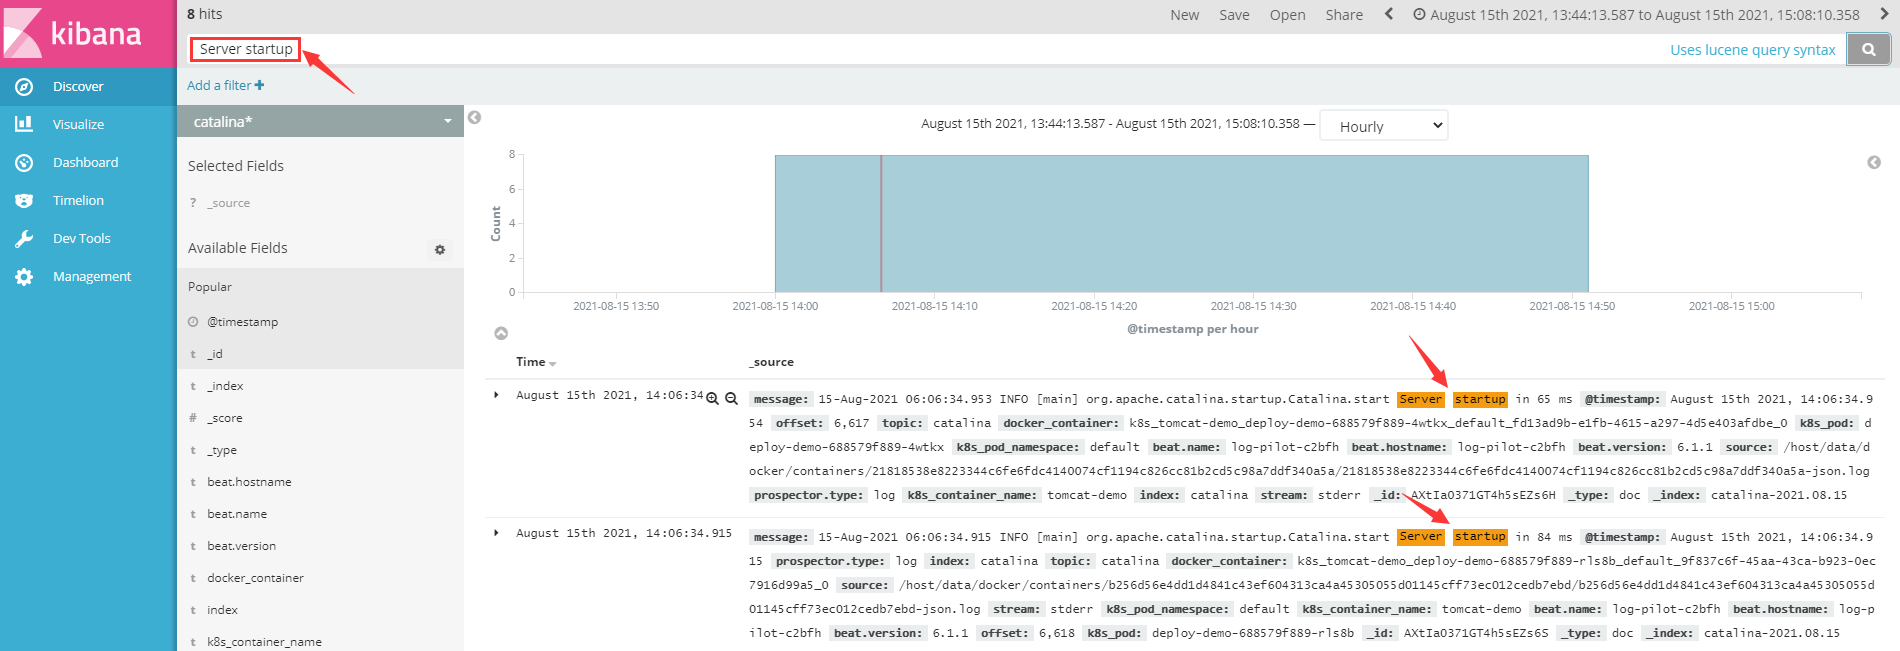 kibana
Discover
Visualize
Dashboard
Timelion
Dev Tools
Management
8 hits
New Save Open Share August 15th 2021, 13:44:13.587 to August 15th 2021, 15:08:10.358
Server startup
Uses lucene query syntax
Add a filter +
catalina*
Selected Fields
? _source
Available Fields
Popular
@timestamp
t _id
t _index
# _score
t _type
t beat.hostname
t beat.name
t beat.version
t docker_container
t index
t k8s_container_name
August 15th 2021, 13:44:13.587 - August 15th 2021, 15:08:10.358 — Hourly
8
6
4
2
0
Count
2021-08-15 13:50 2021-08-15 14:00 2021-08-15 14:10 2021-08-15 14:20 2021-08-15 14:30 2021-08-15 14:40 2021-08-15 14:50 2021-08-15 15:00
@timestamp per hour
Time _source
August 15th 2021, 14:06:34 message: 15-Aug-2021 06:06:34.953 INFO [main] org.apache.catalina.startup.Catalina.start Server startup in 65 ms @timestamp: August 15th 2021, 14:06:34.9
54 offset: 6,617 topic: catalina docker_container: k8s_tomcat-demo_deploy-demo-688579f889-4wtkx_default_fd13ad9b-e1fb-4615-a297-4d5e403afdbe_0 k8s_pod: d
eploy-demo-688579f889-4wtkx k8s_pod_namespace: default beat.name: log-pilot-c2bfh beat.hostname: log-pilot-c2bfh beat.version: 6.1.1 source: /host/data/d
ocker/containers/21818538e8223344c6fe6fdc4140074cf1194c826cc81b2cd5c98a7ddf340a5a/21818538e8223344c6fe6fdc4140074cf1194c826cc81b2cd5c98a7ddf340a5a-json.log
prospector.type: log k8s_container_name: tomcat-demo index: catalina stream: stderr _id: AXtIaO371GT4h5sEZs6H _type: doc _index: catalina-2021.08.15
August 15th 2021, 14:06:34.915 message: 15-Aug-2021 06:06:34.915 INFO [main] org.apache.catalina.startup.Catalina.start Server startup in 84 ms @timestamp: August 15th 2021, 14:06:34.9
15 prospector.type: log index: catalina topic: catalina docker_container: k8s_tomcat-demo_deploy-demo-688579f889-rls8b_default_9f837c6f-45aa-43ca-b923-0ec
7916d99a5_0 source: /host/data/docker/containers/b256d56e4dd1d4841c43ef604313ca4a45305055d01145cff73ec012cedb7ebd/b256d56e4dd1d4841c43ef604313ca4a45305055d
01145cff73ec012cedb7ebd-json.log stream: stderr k8s_pod_namespace: default k8s_container_name: tomcat-demo beat.name: log-pilot-c2bfh beat.hostname: log-p
ilot-c2bfh beat.version: 6.1.1 offset: 6,618 k8s_pod: deploy-demo-688579f889-rls8b _id: AXtIaO371GT4h5sEZs6S _type: doc _index: catalina-2021.08.15